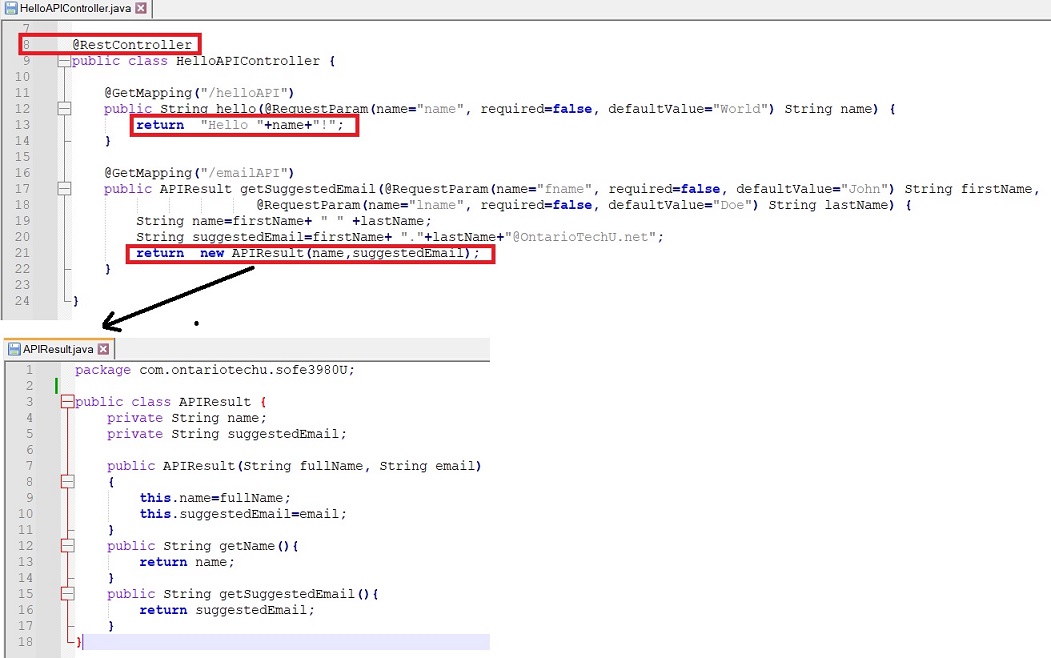 HelloAPIController.java
7
8 @RestController
9 public class HelloAPIController {
10
11 @GetMapping("/helloAPI")
12 public String hello(@RequestParam(name="name", required=false, defaultValue="World") String name) {
13 return "Hello "+name+"!";
14 }
15
16 @GetMapping("/emailAPI")
17 public APIResult getSuggestedEmail(@RequestParam(name="fname", required=false, defaultValue="John") String firstName,
18 @RequestParam(name="lname", required=false, defaultValue="Doe") String lastName) {
19 String name=firstName+ " " +lastName;
20 String suggestedEmail=firstName+ "."+lastName+"@OntarioTechU.net";
21 return new APIResult(name,suggestedEmail);
22 }
23
24 }
APIResult.java
1 package com.ontariotechu.sofe3980U;
2
3 public class APIResult {
4 private String name;
5 private String suggestedEmail;
6
7 public APIResult(String fullName, String email)
8 {
9 this.name=fullName;
10 this.suggestedEmail=email;
11 }
12 public String getName(){
13 return name;
14 }
15 public String getSuggestedEmail(){
16 return suggestedEmail;
17 }
18 }